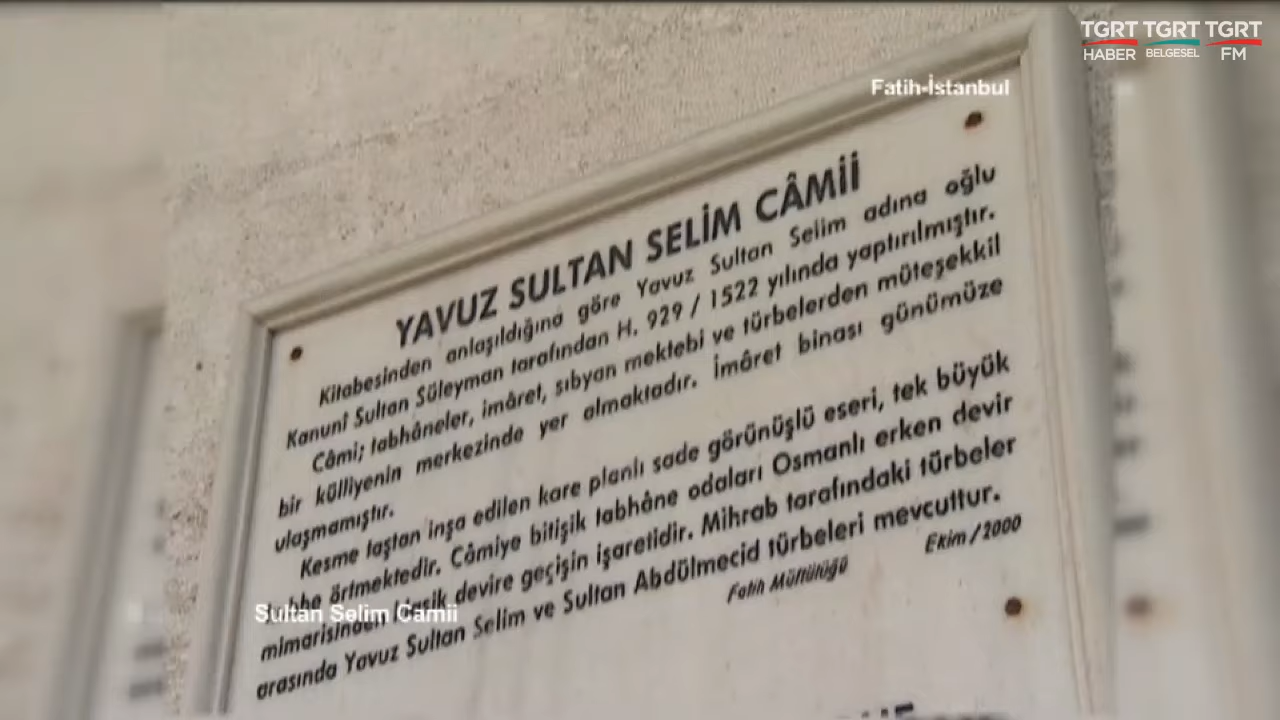 TGRT TGRT TGRT
HABER BELGESEL FM
Fatih-İstanbul
YAVUZ SULTAN SELİM CÂMİİ
Kitabesinden anlaşıldığına göre Yavuz Sultan Selim adına oğlu
Kanunî Sultan Süleyman tarafından H. 929 / 1522 yılında yaptırılmıştır.
Câmi; tabhâneler, imâret, sıbyan mektebi ve türbelerden müteşekkil
bir külliyenin merkezinde yer almaktadır. İmâret binası günümüze
ulaşmamıştır.
Kesme taştan inşa edilen kare planlı sade görünüşlü eseri, tek büyük
örtmektedir. Câmiye bitişik tabhâne odaları Osmanlı erken devir
mimarisinden klasik devire geçişin işaretidir. Mihrab tarafındaki türbeler
arasında Yavuz Sultan Selim ve Sultan Abdülmecid türbeleri mevcuttur.
Fatih Müftülüğü Ekim/2000
Sultan Selim Camii